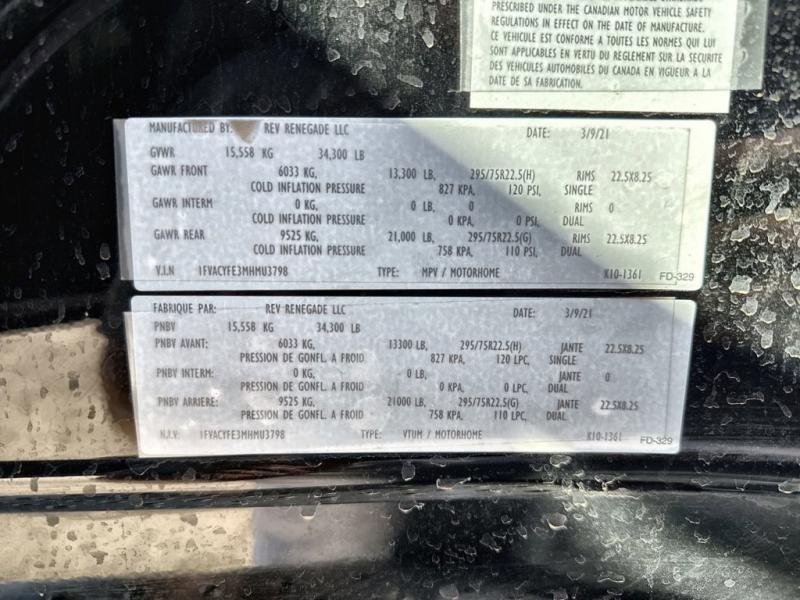 PRESCRIBED UNDER THE CANADIAN MOTOR VEHICLE SAFETY
REGULATIONS IN EFFECT ON THE DATE OF MANUFACTURE.
CE VEHICULE EST CONFORME A TOUTES LES NORMES QUI LUI
SONT APPLICABLES EN VERTU DU REGLEMENT SUR LA SECURITE
DES VEHICULES AUTOMOBILES DU CANADA EN VIGUEUR A LA
DATE DE SA FABRICATION.
MANUFACTURED BY: REV RENEGADE LLC DATE: 3/9/21
GVWR 15,558 KG 34,300 LB
GAWR FRONT 6033 KG, 13,300 LB, 295/75R22.5(H) RIMS 22.5X8.25
COLD INFLATION PRESSURE 827 KPA, 120 PSI, SINGLE
GAWR INTERM 0 KG, 0 LB, 0 RIMS 0
COLD INFLATION PRESSURE 0 KPA, 0 PSI, DUAL
GAWR REAR 9525 KG, 21,000 LB, 295/75R22.5(G) RIMS 22.5X8.25
COLD INFLATION PRESSURE 758 KPA, 110 PSI, DUAL
V.I.N 1FVACYFE3MHMU3798 TYPE: MPV / MOTORHOME K10-1361 FD-329
FABRIQUE PAR: REV RENEGADE LLC DATE: 3/9/21
PNBV 15,558 KG 34,300 LB
PNBV AVANT: 6033 KG, 13300 LB, 295/75R22.5(H) JANTE 22.5X8.25
PRESSION DE GONFL. A FROID 827 KPA, 120 LPC, SINGLE
PNBV INTERM: 0 KG, 0 LB, JANTE 0
PRESSION DE GONFL. A FROID 0 KPA, 0 LPC, DUAL
PNBV ARRIERE: 9525 KG, 21000 LB, 295/75R22.5(G) JANTE 22.5X8.25
PRESSION DE GONFL. A FROID 758 KPA, 110 LPC, DUAL
N.I.V: 1FVACYFE3MHMU3798 TYPE: VTUM / MOTORHOME K10-1361 FD-329